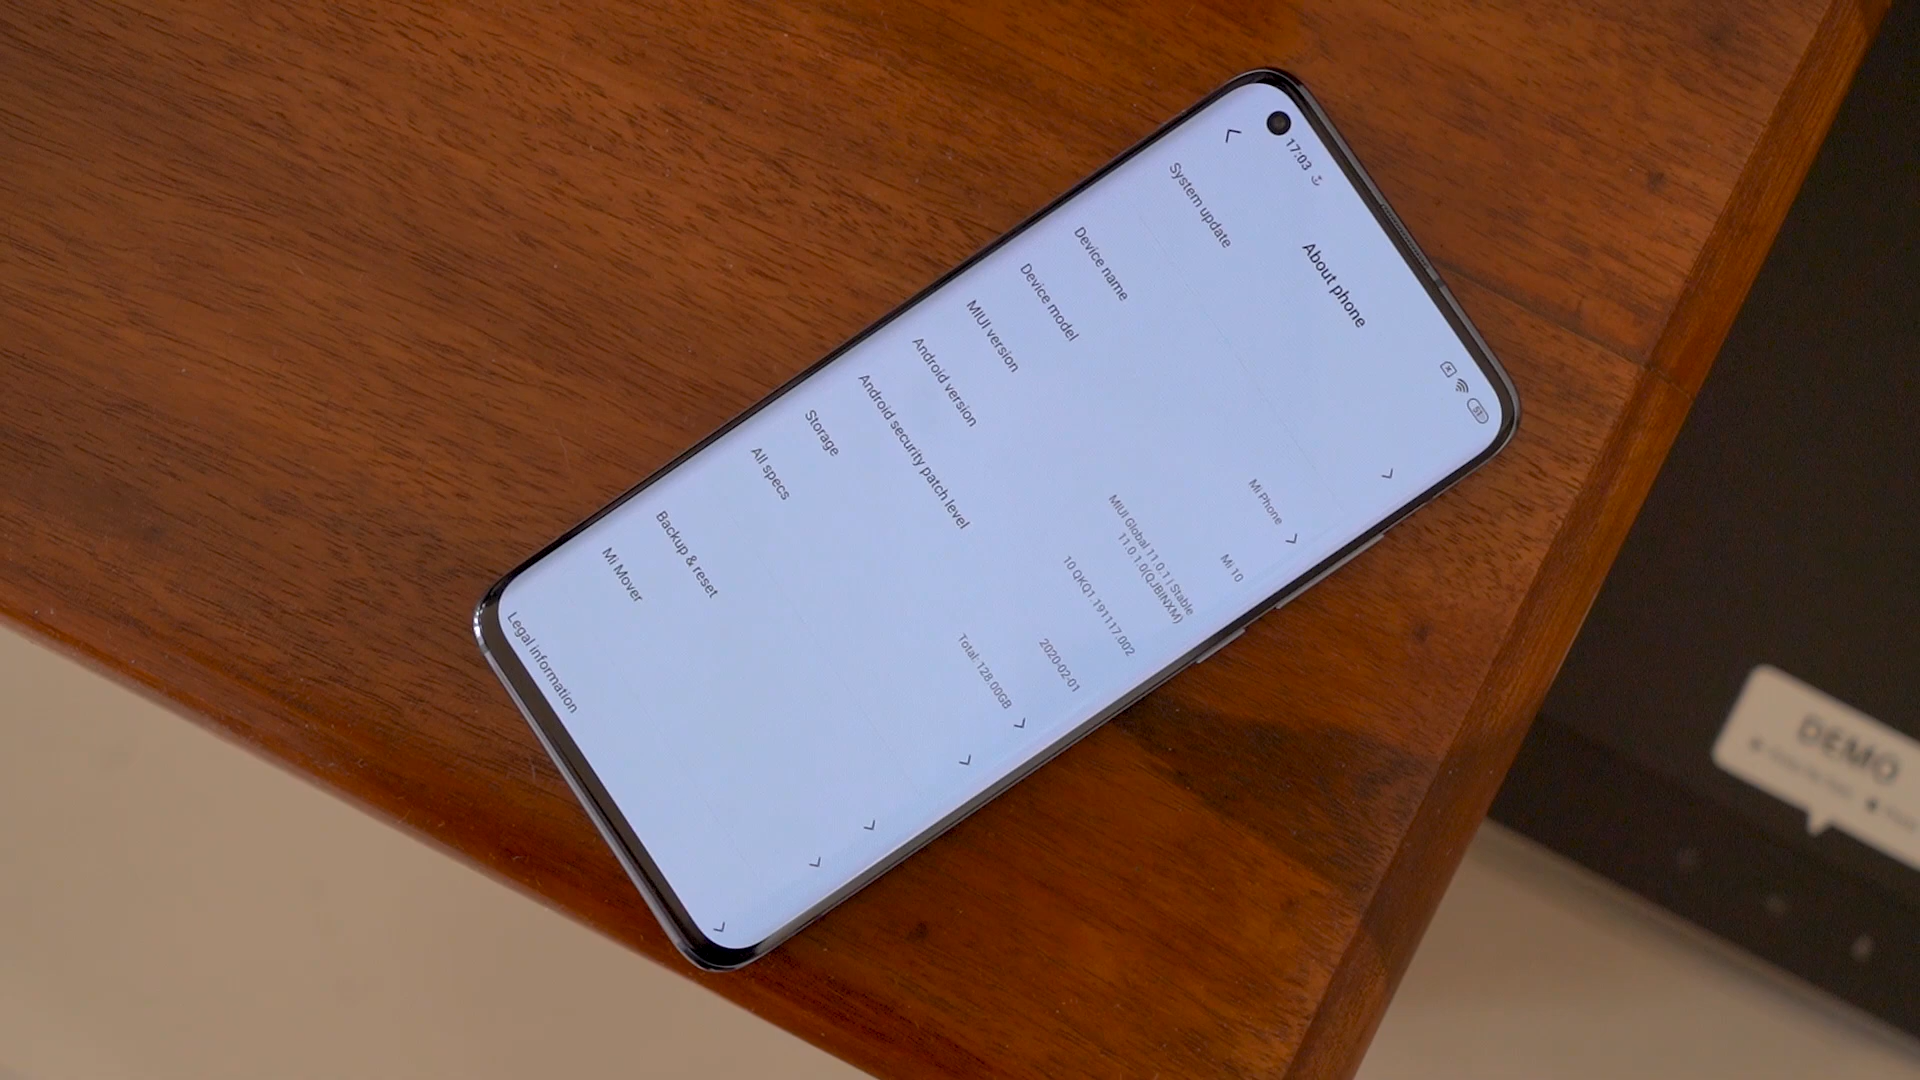 17:03
51
About phone
System update
Device name
Mi Phone
Device model
Mi 10
MIUI version
MIUI Global 11.0.1 | Stable
11.0.1.0(QJBINXM)
Android version
10 QKQ1.191117.002
Android security patch level
2020-02-01
Storage
Total: 128.00GB
All specs
Backup & reset
Mi Mover
Legal information
DEMO